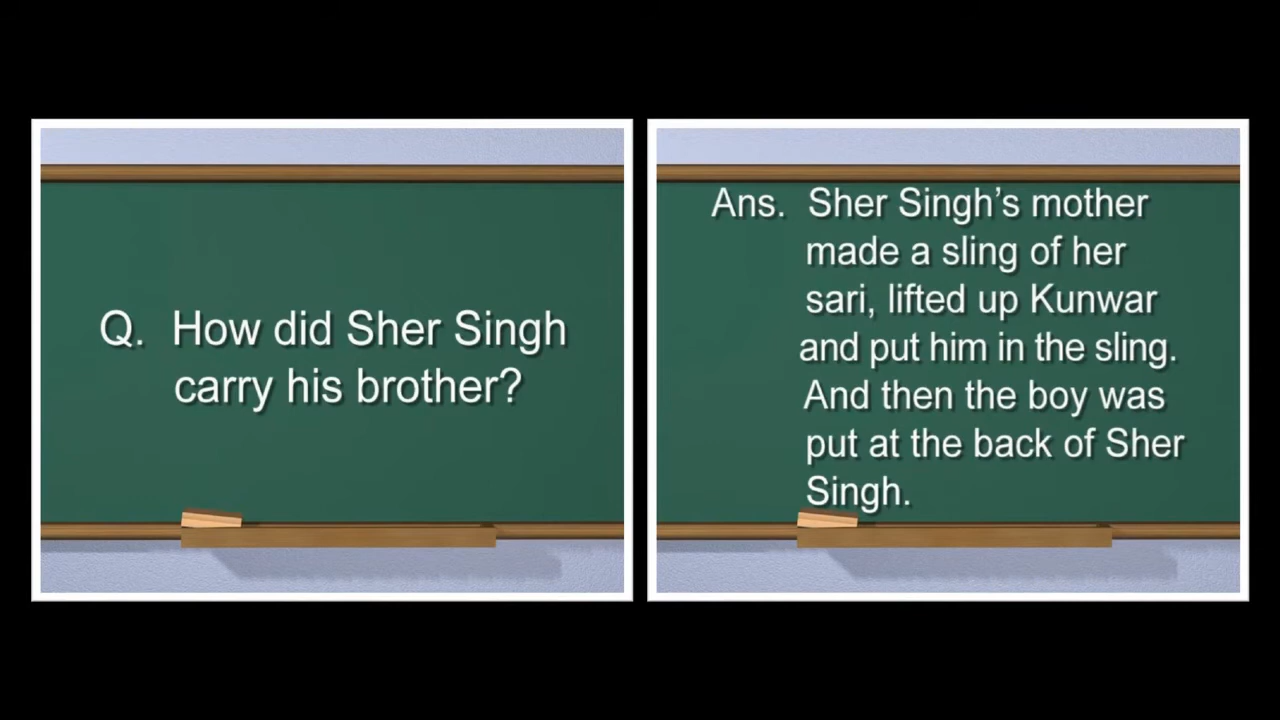 Q. How did Sher Singh
carry his brother?
Ans. Sher Singh’s mother
made a sling of her
sari, lifted up Kunwar
and put him in the sling.
And then the boy was
put at the back of Sher
Singh.